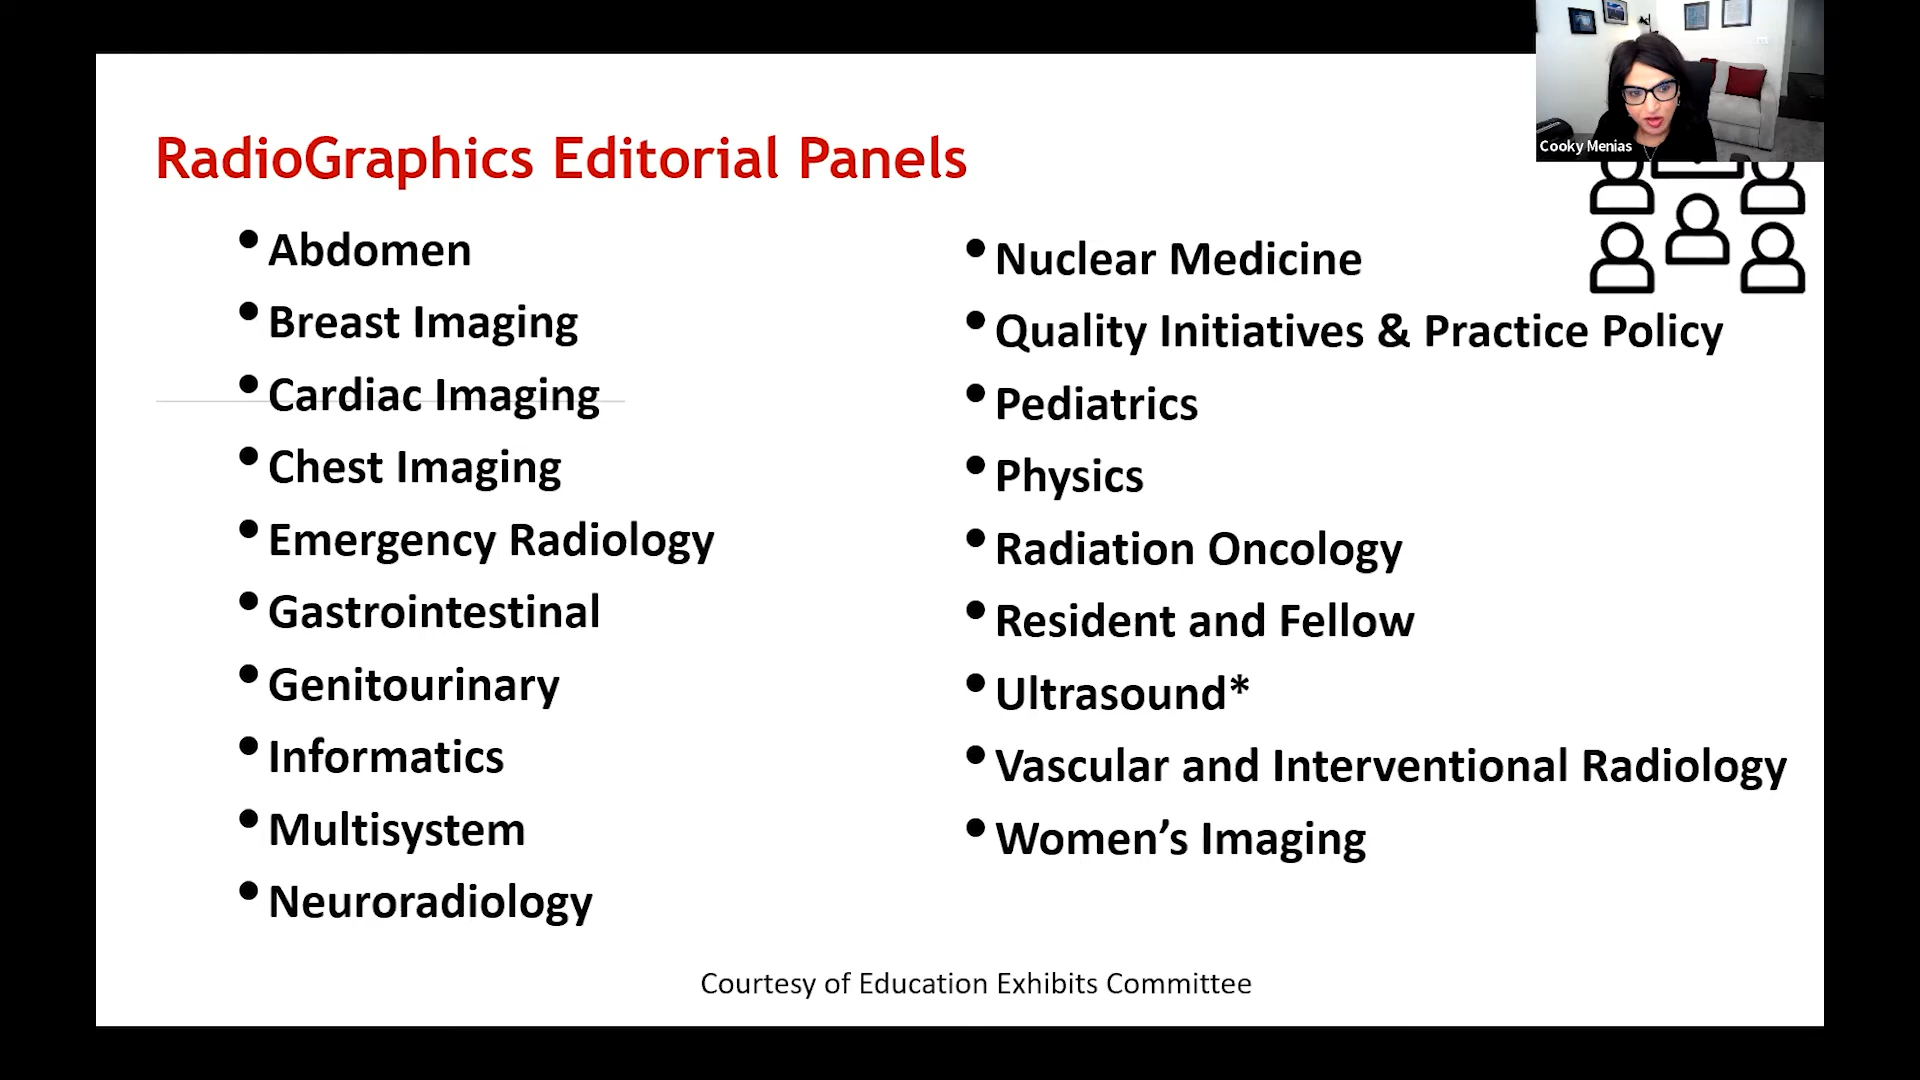 Cooky Menias
RadioGraphics Editorial Panels
• Abdomen
• Breast Imaging
• Cardiac Imaging
• Chest Imaging
• Emergency Radiology
• Gastrointestinal
• Genitourinary
• Informatics
• Multisystem
• Neuroradiology
• Nuclear Medicine
• Quality Initiatives & Practice Policy
• Pediatrics
• Physics
• Radiation Oncology
• Resident and Fellow
• Ultrasound*
• Vascular and Interventional Radiology
• Women’s Imaging
Courtesy of Education Exhibits Committee